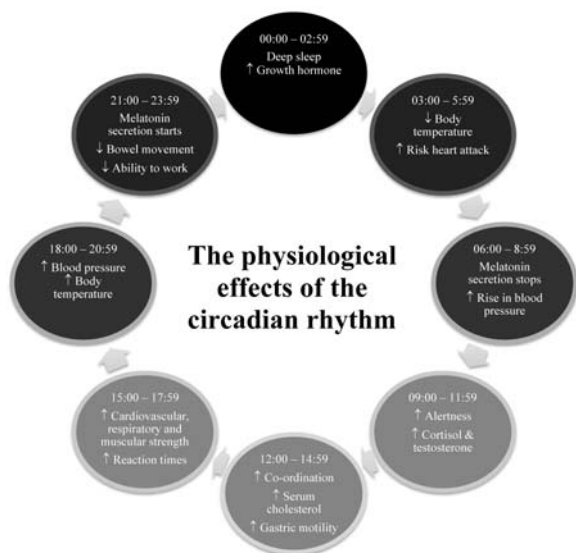 00:00 – 02:59
Deep sleep
↑ Growth hormone
03:00 – 5:59
↓ Body
temperature
↑ Risk heart attack
06:00 – 8:59
Melatonin
secretion stops
↑ Rise in blood
pressure
09:00 – 11:59
↑ Alertness
↑ Cortisol &
testosterone
12:00 – 14:59
↑ Co-ordination
↑ Serum
cholesterol
↑ Gastric motility
15:00 – 17:59
↑ Cardiovascular,
respiratory and
muscular strength
↑ Reaction times
18:00 – 20:59
↑ Blood pressure
↑ Body
temperature
21:00 – 23:59
Melatonin
secretion starts
↓ Bowel movement
↓ Ability to work
The physiological
effects of the
circadian rhythm